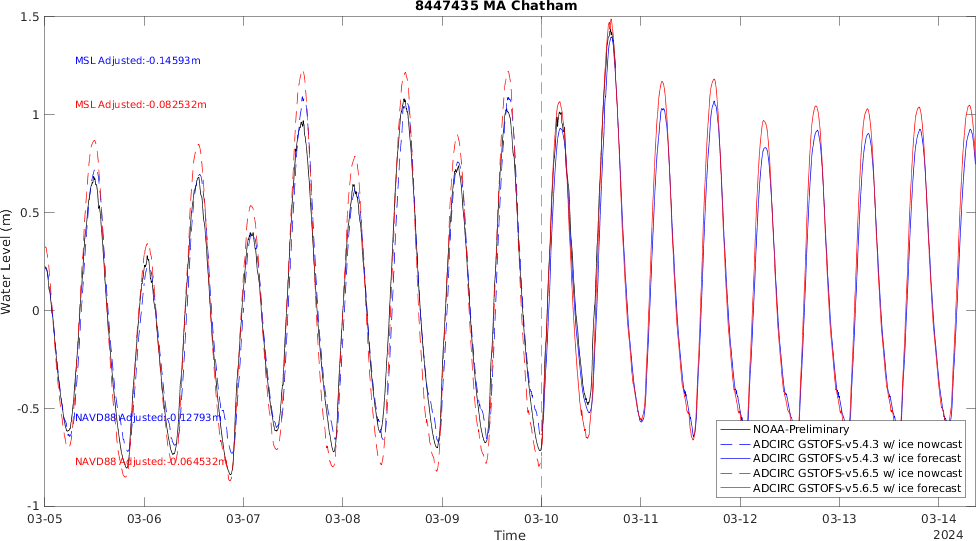 8447435 MA Chatham
1.5
MSL Adjusted:-0.14593m
MSL Adjusted:-0.082532m
1
0.5
Water Level (m)
0
NAVD88 Adjusted:-0.12793m
-0.5
NOAA-Preliminary
ADCIRC GSTOFS-v5.4.3 w/ ice nowcast
ADCIRC GSTOFS-v5.4.3 w/ ice forecast
NAVD88 Adjusted:-0.064532m
ADCIRC GSTOFS-v5.6.5 w/ ice nowcast
ADCIRC GSTOFS-v5.6.5 w/ ice forecast
-1
03-05 03-06 03-07 03-08 03-09 03-10 03-11 03-12 03-13 03-14
Time
2024